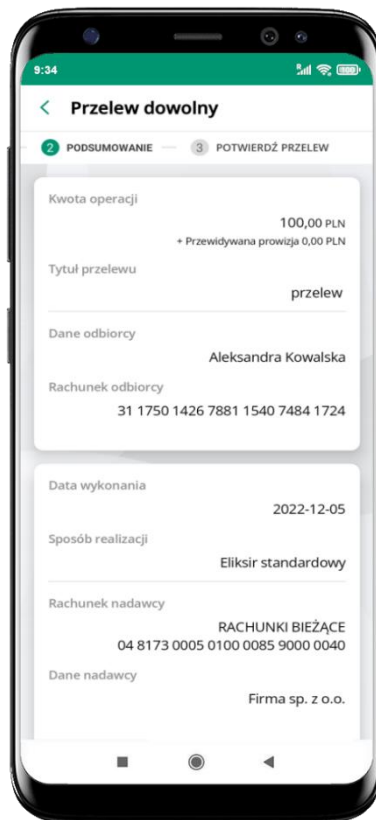 9:34
100
Przelew dowolny
2 PODSUMOWANIE 3 POTWIERDŹ PRZELEW
Kwota operacji
100,00 PLN
+ Przewidywana prowizja 0,00 PLN
Tytuł przelewu
przelew
Dane odbiorcy
Aleksandra Kowalska
Rachunek odbiorcy
31 1750 1426 7881 1540 7484 1724
Data wykonania
2022-12-05
Sposób realizacji
Eliksir standardowy
Rachunek nadawcy
RACHUNKI BIEŻĄCE
04 8173 0005 0100 0085 9000 0040
Dane nadawcy
Firma sp. z o.o.